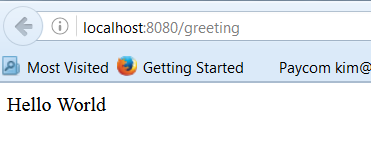 localhost:8080/greeting
Most Visited Getting Started Paycom kim@
Hello World